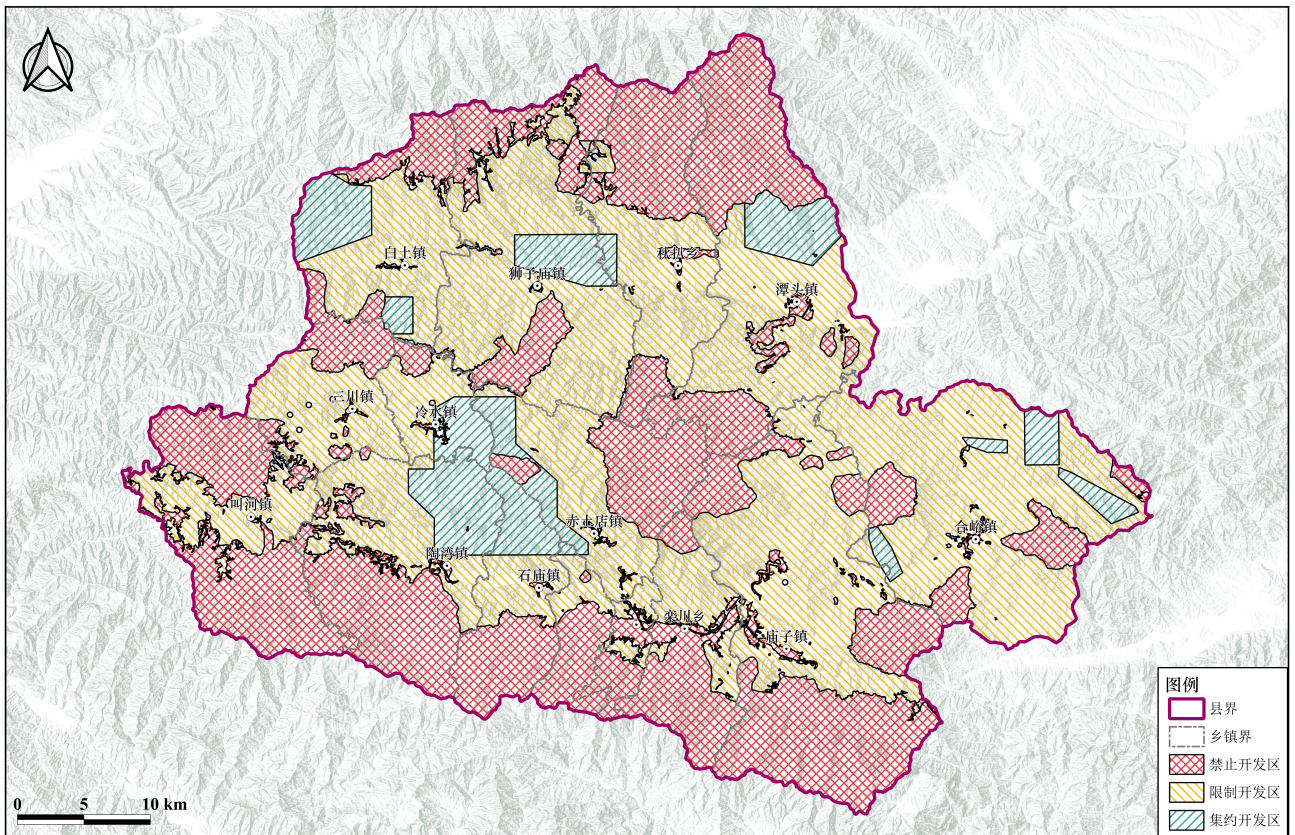 白土镇
狮子庙镇
秋扒乡
潭头镇
三川镇
冷水镇
叫河镇
赤土店镇
合峪镇
陶湾镇
石庙镇
栾川乡
庙子镇
图例
县界
乡镇界
禁止开发区
限制开发区
集约开发区
0 5 10 km